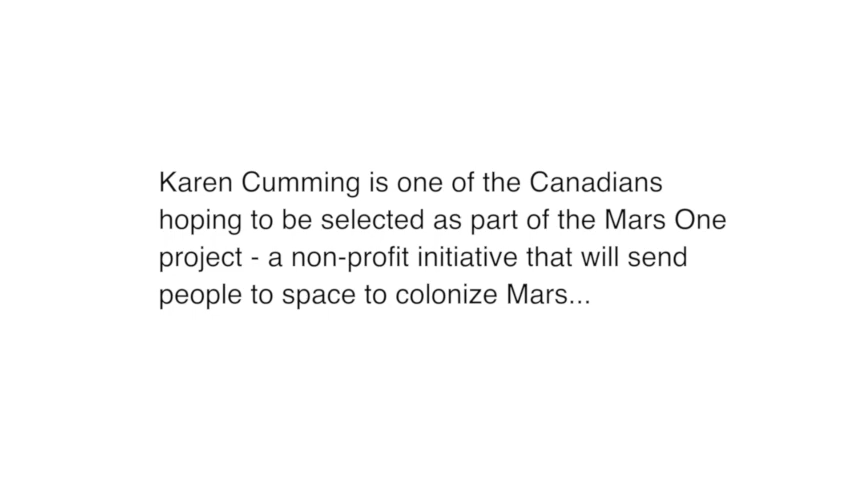 Karen Cumming is one of the Canadians
hoping to be selected as part of the Mars One
project - a non-profit initiative that will send
people to space to colonize Mars...